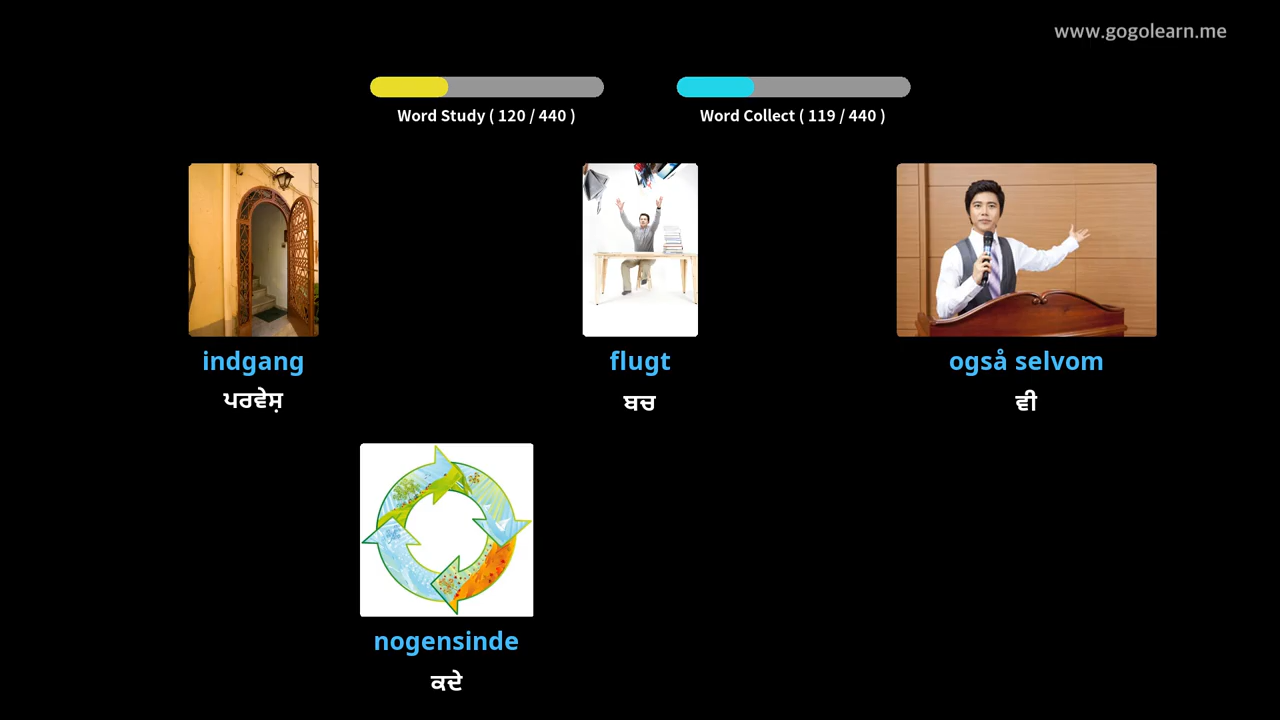 www.gogolearn.me
Word Study ( 120 / 440 )
Word Collect ( 119 / 440 )
indgang
ਪਰਵੇਸ਼
flugt
ਬਚ
også selvom
ਵੀ
nogensinde
ਕਦੇ